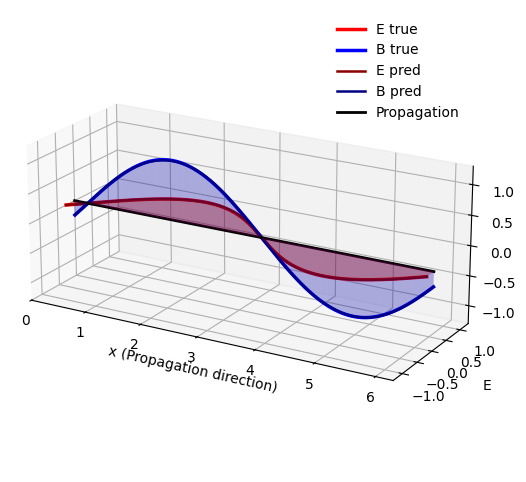 E true
B true
E pred
B pred
Propagation
1.0
0.5
0.0
−0.5
−1.0
0
1
2
3
4
5
6
x (Propagation direction)
1.0
0.5
0.0
−0.5
−1.0
E